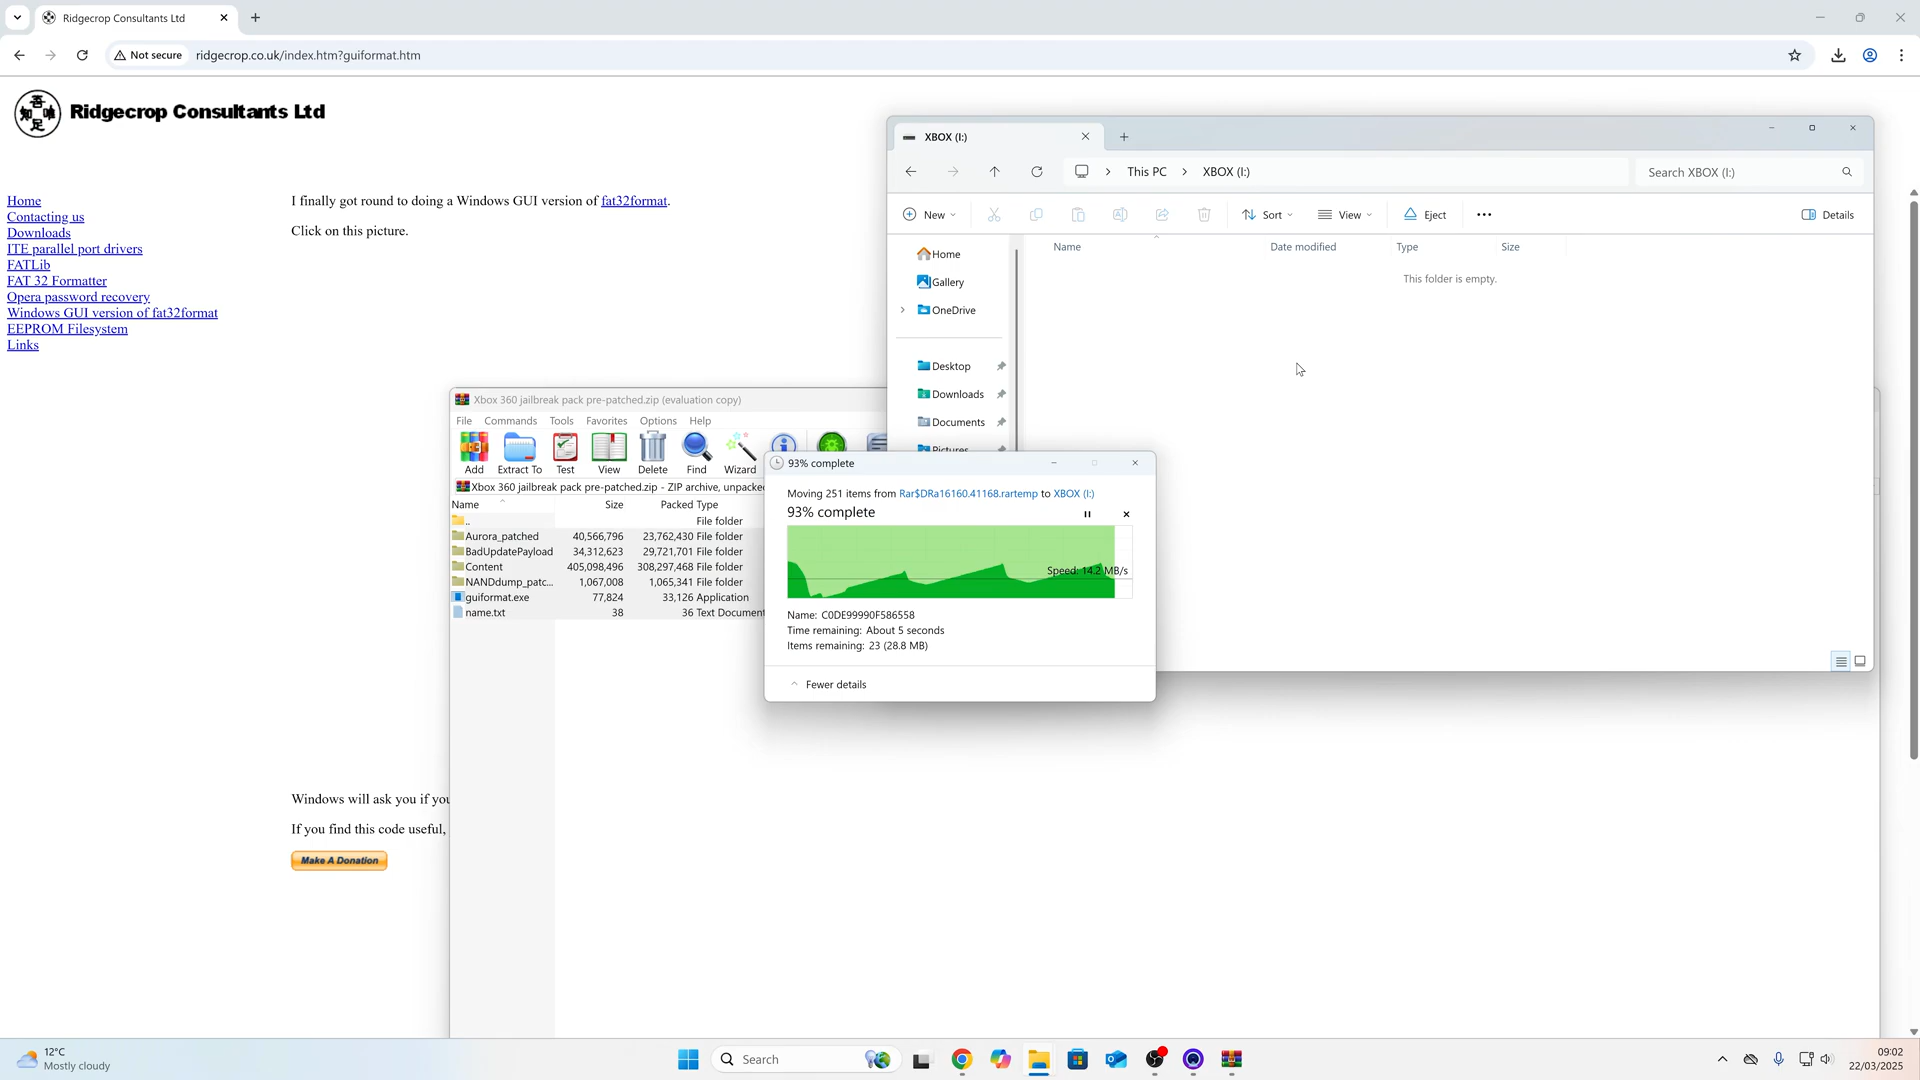 Ridgecrop Consultants Ltd
Not secure
ridgecrop.co.uk/index.htm?guiformat.htm
Ridgecrop Consultants Ltd
Home
Contacting us
Downloads
ITE parallel port drivers
FATLib
FAT 32 Formatter
Opera password recovery
Windows GUI version of fat32format
EEPROM Filesystem
Links
I finally got round to doing a Windows GUI version of fat32format.
Click on this picture.
Windows will ask you if you
If you find this code useful,
Make A Donation
XBOX (I:)
This PC
XBOX (I:)
Search XBOX (I:)
New
Sort
View
Eject
Details
Home
Gallery
OneDrive
Desktop
Downloads
Documents
Pictures
Name Date modified Type Size
This folder is empty.
Xbox 360 jailbreak pack pre-patched.zip (evaluation copy)
File Commands Tools Favorites Options Help
Add Extract To Test View Delete Find Wizard
Xbox 360 jailbreak pack pre-patched.zip - ZIP archive, unpacked
Name Size Packed Type
.. File folder
Aurora_patched 40,566,796 23,762,430 File folder
BadUpdatePayload 34,312,623 29,721,701 File folder
Content 405,098,496 308,297,468 File folder
NANDdump_patc... 1,067,008 1,065,341 File folder
guiformat.exe 77,824 33,126 Application
name.txt 38 36 Text Document
93% complete
Moving 251 items from Rar$DRa16160.41168.rartemp to XBOX (I:)
93% complete
Speed: 14.2 MB/s
Name: C0DE99990F586558
Time remaining: About 5 seconds
Items remaining: 23 (28.8 MB)
Fewer details
12°C
Mostly cloudy
Search
09:02
22/03/2025